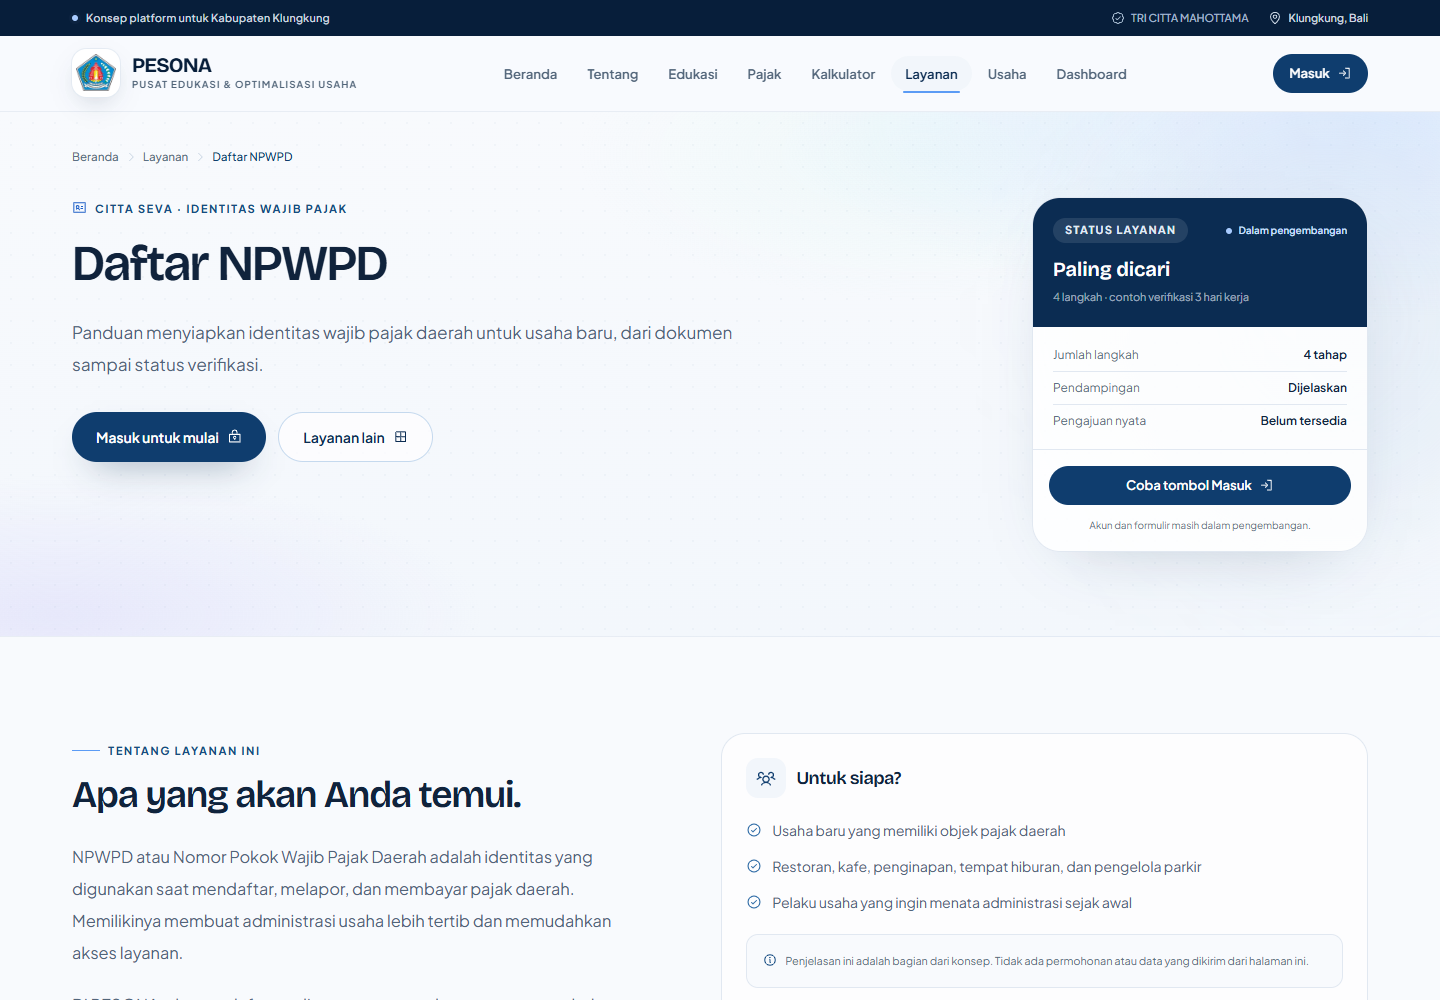 Konsep platform untuk Kabupaten Klungkung
TRI CITTA MAHOTTAMA
Klungkung, Bali
PESONA
PUSAT EDUKASI & OPTIMALISASI USAHA
Beranda
Tentang
Edukasi
Pajak
Kalkulator
Layanan
Usaha
Dashboard
Masuk
Beranda
Layanan
Daftar NPWPD
CITTA SEVA · IDENTITAS WAJIB PAJAK
Daftar NPWPD
Panduan menyiapkan identitas wajib pajak daerah untuk usaha baru, dari dokumen
sampai status verifikasi.
Masuk untuk mulai
Layanan lain
STATUS LAYANAN
Dalam pengembangan
Paling dicari
4 langkah · contoh verifikasi 3 hari kerja
Jumlah langkah 4 tahap
Pendampingan Dijelaskan
Pengajuan nyata Belum tersedia
Coba tombol Masuk
Akun dan formulir masih dalam pengembangan.
TENTANG LAYANAN INI
Apa yang akan Anda temui.
NPWPD atau Nomor Pokok Wajib Pajak Daerah adalah identitas yang
digunakan saat mendaftar, melapor, dan membayar pajak daerah.
Memilikinya membuat administrasi usaha lebih tertib dan memudahkan
akses layanan.
Untuk siapa?
Usaha baru yang memiliki objek pajak daerah
Restoran, kafe, penginapan, tempat hiburan, dan pengelola parkir
Pelaku usaha yang ingin menata administrasi sejak awal
Penjelasan ini adalah bagian dari konsep. Tidak ada permohonan atau data yang dikirim dari halaman ini.